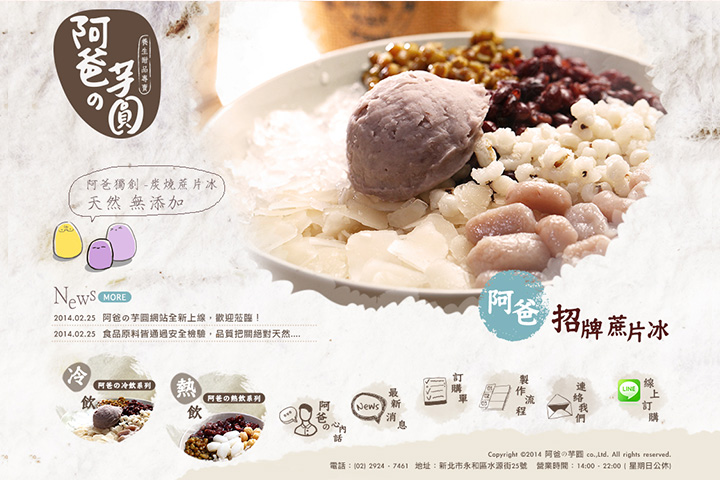 阿爸の芋圓
養生甜品專賣
阿爸獨創-炭燒蔗片冰
天然 無添加
News MORE
2014.02.25 阿爸の芋圓網站全新上線，歡迎蒞臨！
2014.02.25 食品原料皆通過安全檢驗，品質把關絕對天然....
阿爸 招牌蔗片冰
冷飲
阿爸の冷飲系列
熱飲
阿爸の熱飲系列
阿爸の心內話
News
最新消息
訂購單
製作流程
連絡我們
LINE
線上訂購
Copyright ©2014 阿爸の芋圓 co.,Ltd. All rights reserved.
電話：(02) 2924 - 7461 地址：新北市永和區水源街25號 營業時間：14:00 - 22:00 ( 星期日公休)